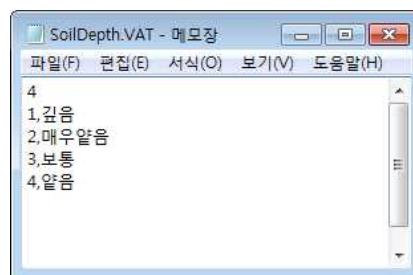 SoilDepth.VAT - 메모장
파일(F) 편집(E) 서식(O) 보기(V) 도움말(H)
4
1,깊음
2,매우얕음
3,보통
4,얕음